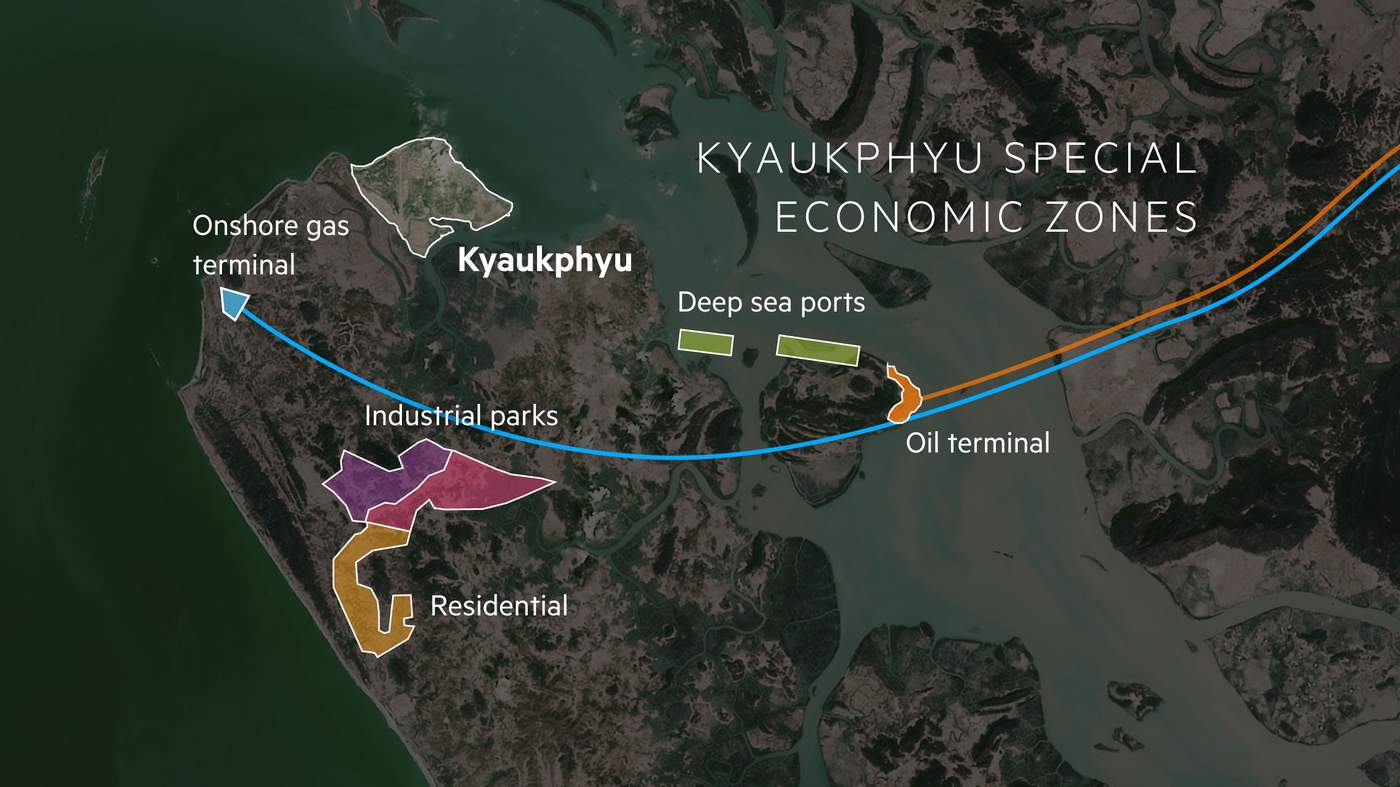 KYAUKPHYU SPECIAL
ECONOMIC ZONES
Onshore gas
terminal
Kyaukphyu
Deep sea ports
Industrial parks
Oil terminal
Residential